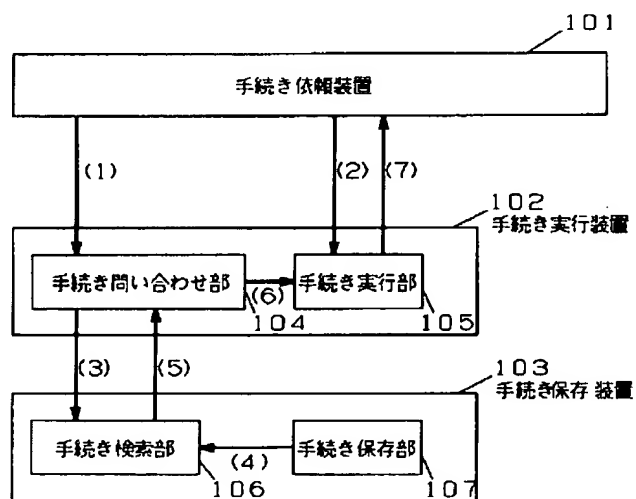 101
手続き依頼装置
(1)
(2)
(7)
102
手続き実行装置
手続き問い合わせ部
(6)
手続き実行部
104
105
(3)
(5)
103
手続き保存装置
手続き検索部
(4)
手続き保存部
106
107